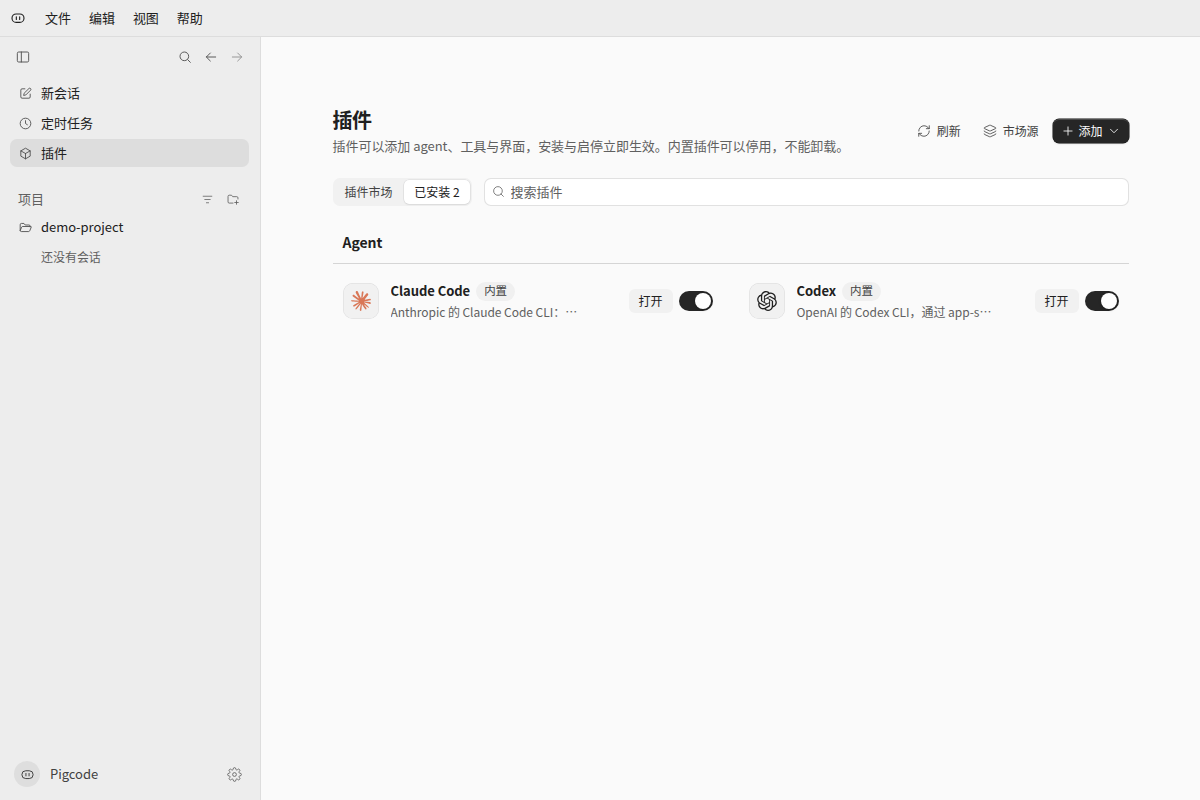 文件 编辑 视图 帮助
新会话
定时任务
插件
项目
demo-project
还没有会话
Pigcode
插件
插件可以添加 agent、工具与界面，安装与启停立即生效。内置插件可以停用，不能卸载。
刷新 市场源 添加
插件市场 已安装 2 搜索插件
Agent
Claude Code 内置
Anthropic 的 Claude Code CLI：…
打开
Codex 内置
OpenAI 的 Codex CLI，通过 app-s…
打开